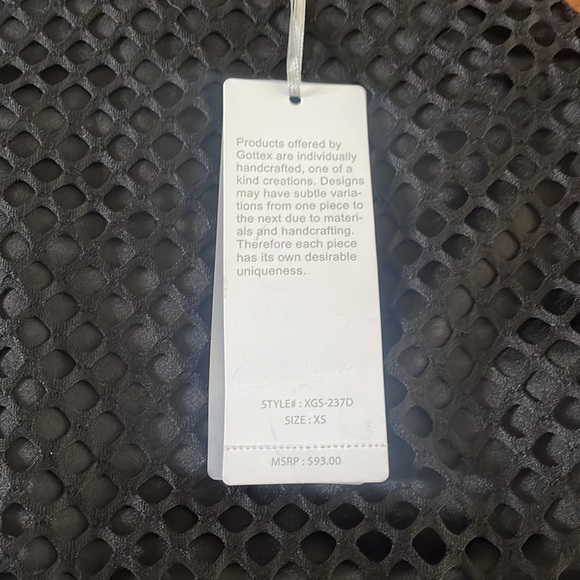 Products offered by
Gottex are individually
handcrafted, one of a
kind creations. Designs
may have subtle varia-
tions from one piece to
the next due to materi-
als and handcrafting.
Therefore each piece
has its own desirable
uniqueness.
STYLE# : XGS-237D
SIZE : XS
MSRP : $93.00